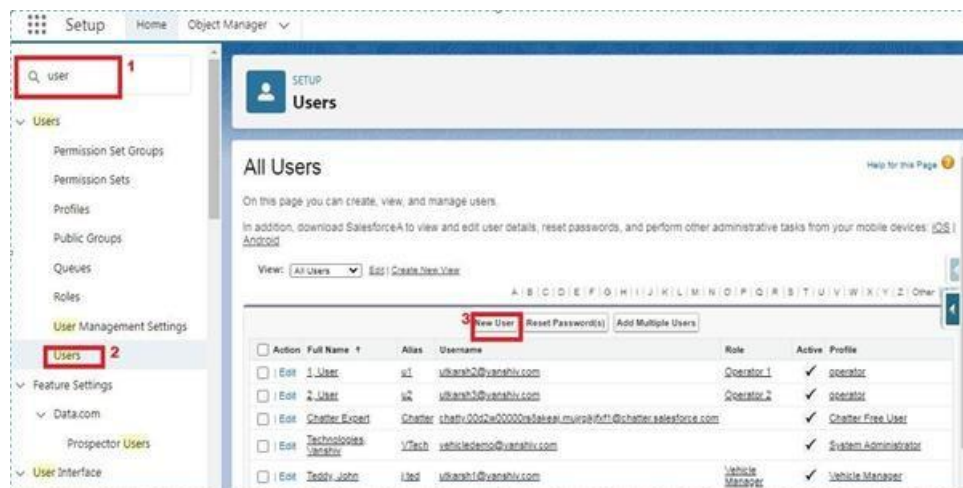 Setup Home Object Manager
user 1
Users
Permission Set Groups
Permission Sets
Profiles
Public Groups
Queues
Roles
User Management Settings
Users 2
Feature Settings
Data.com
Prospector Users
User Interface
SETUP
Users
All Users
Help for this Page
On this page you can create, view, and manage users.
In addition, download SalesforceA to view and edit user details, reset passwords, and perform other administrative tasks from your mobile devices: iOS |
Android
View: All Users Edit | Create New View
A | B | C | D | E | F | G | H | I | J | K | L | M | N | O | P | Q | R | S | T | U | V | W | X | Y | Z | Other
3 New User Reset Password(s) Add Multiple Users
Action Full Name ↑ Alias Username Role Active Profile
Edit 1, User u1 utkarsh2@vanshiv.com Operator 1 ✓ operator
Edit 2, User u2 utkarsh3@vanshiv.com Operator 2 ✓ operator
Edit Chatter Expert Chatter ✓ Chatter Free User
Edit Technologies, Vanshiv VTech vehicledemo@vanshiv.com ✓ System Administrator
Edit Teddy, John j.ted utkarsh1@vanshiv.com Vehicle Manager ✓ Vehicle Manager